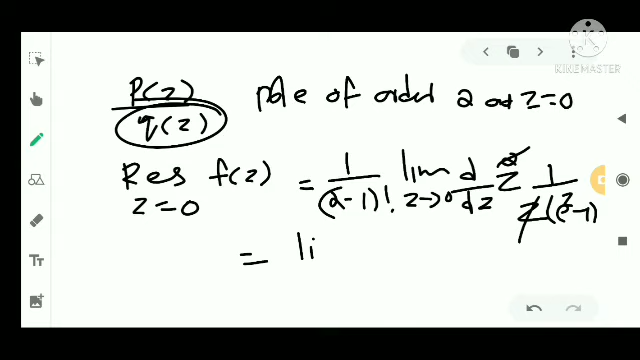 P(z)
q(z)
pole of order 2 at z=0
Res f(z) = 1/(2-1)! lim d/dz z² 1/z(e^z-1)
z=0 z→0
= li
KINEMASTER
Tт